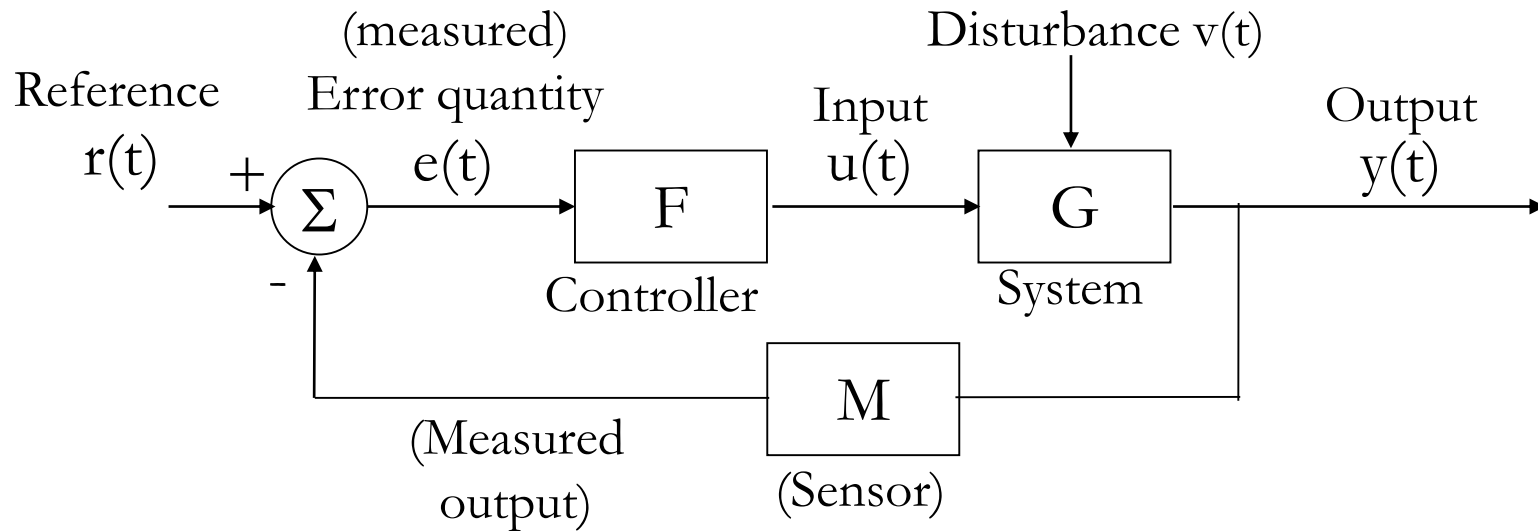 (measured)
Disturbance v(t)
Reference
Error quantity
Input
Output
r(t)
+
e(t)
u(t)
y(t)
Σ
F
G
-
Controller
System
M
(Measured
output)
(Sensor)